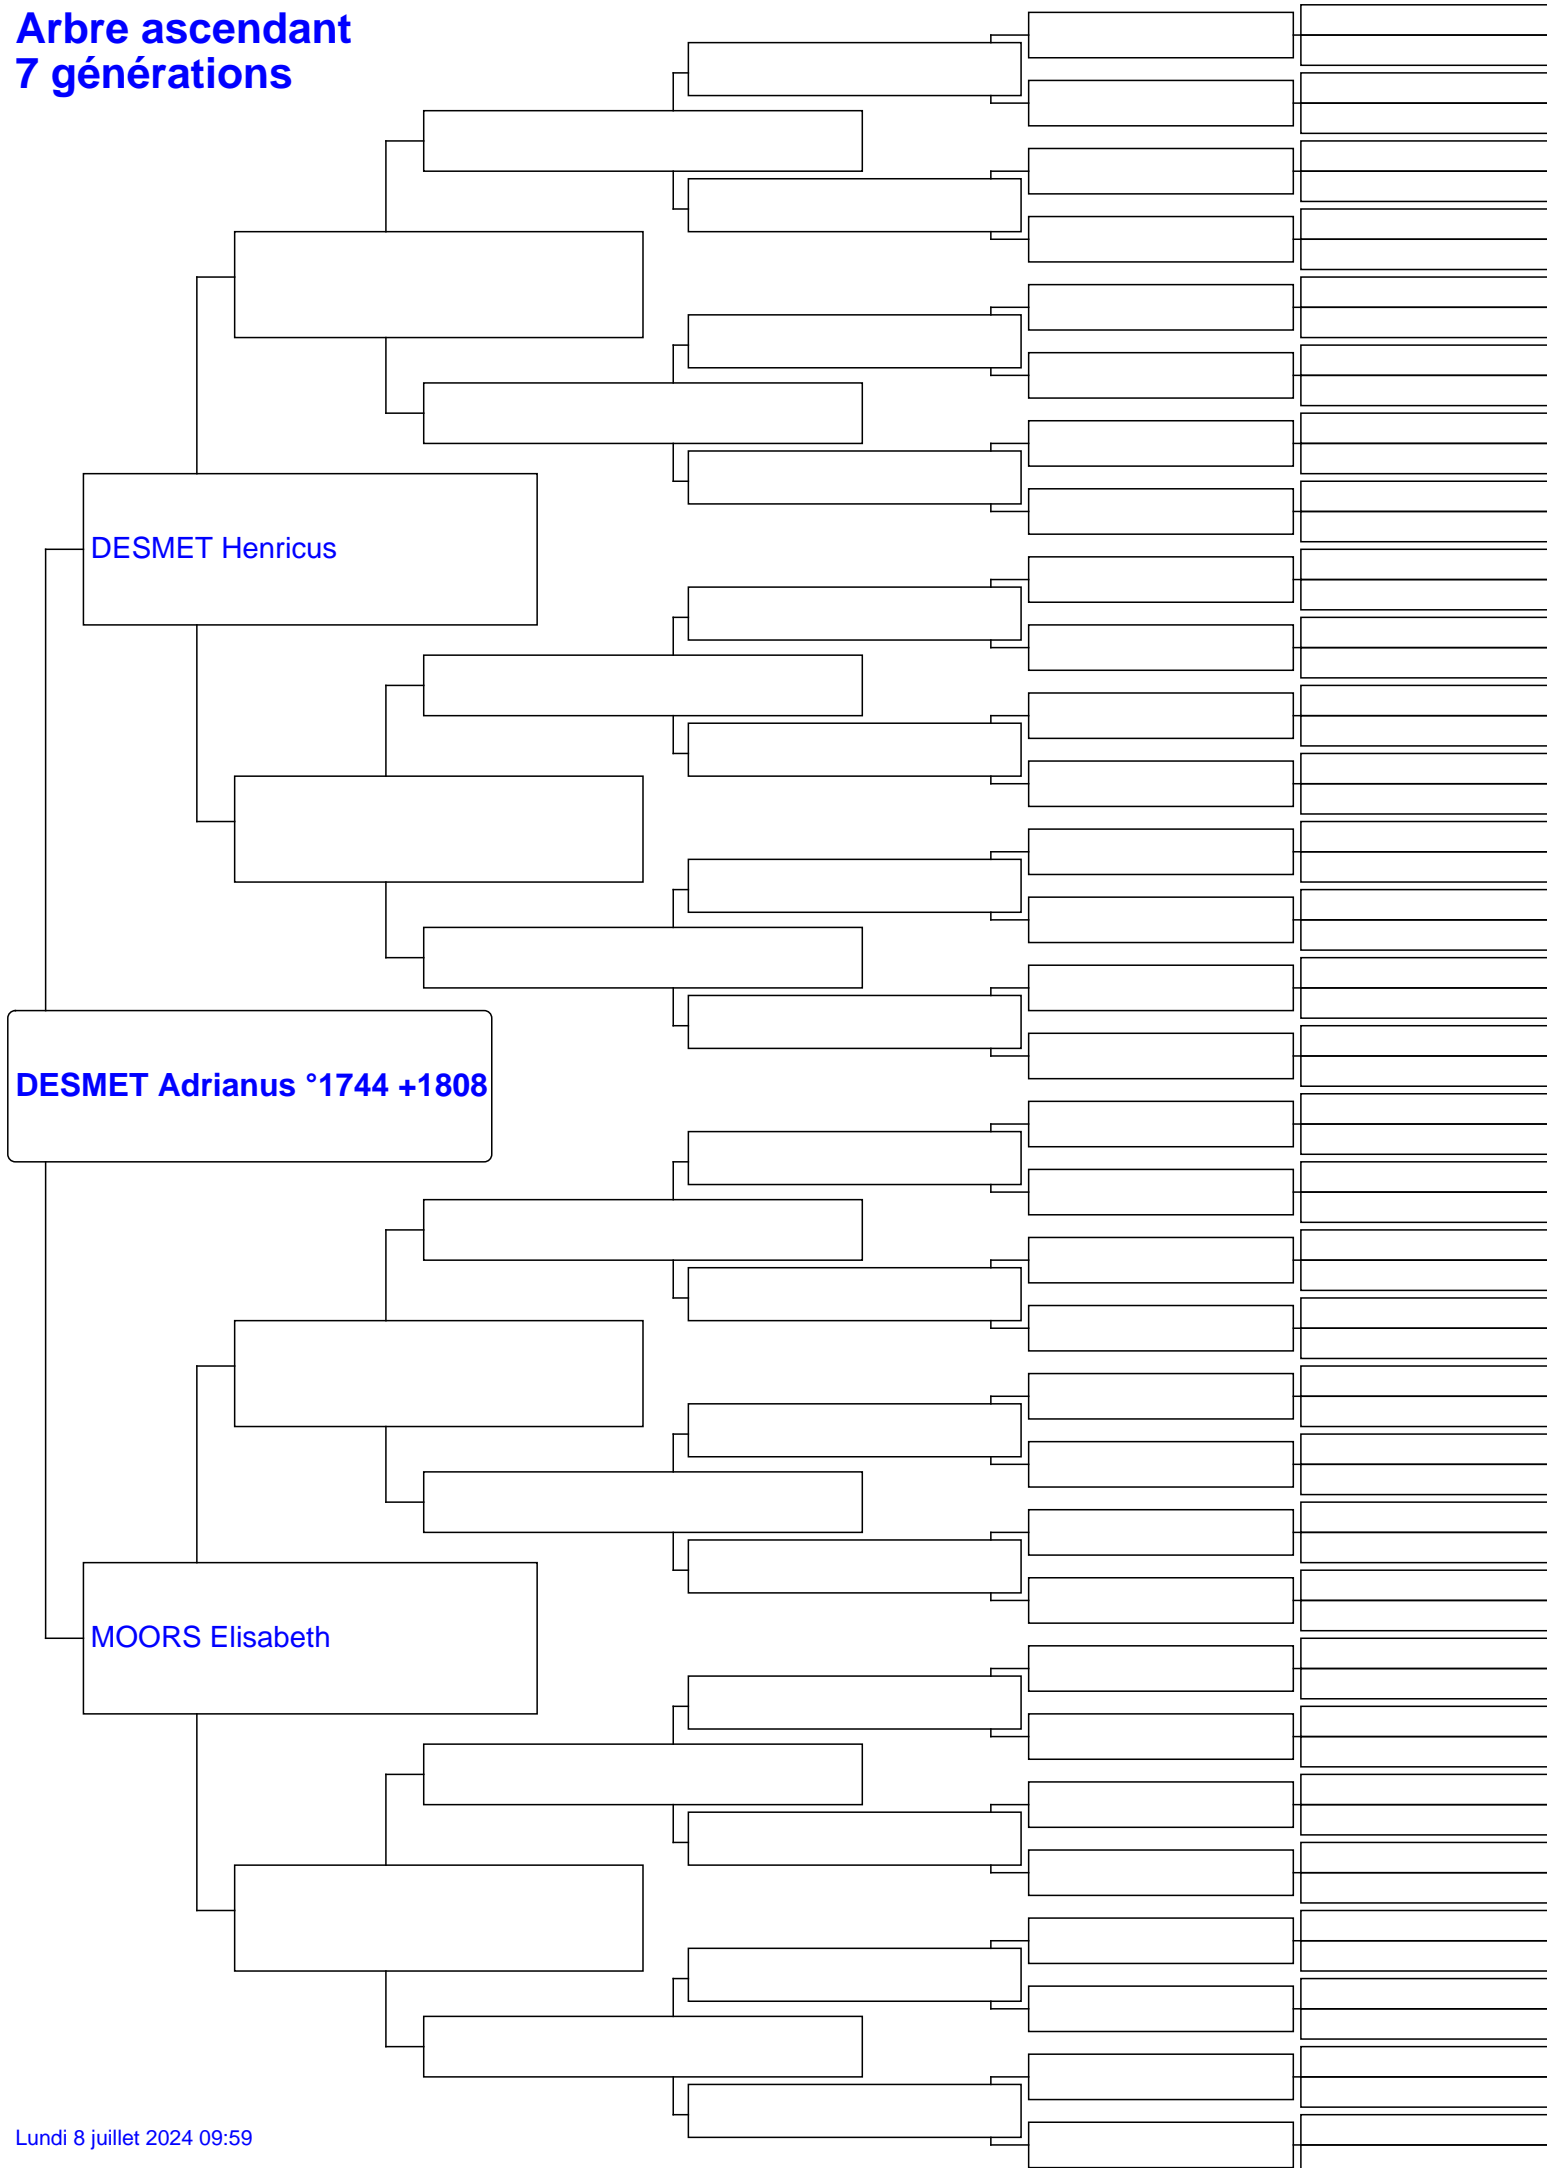 Arbre ascendant
7 générations
DESMET Henricus
DESMET Adrianus °1744 +1808
MOORS Elisabeth
Lundi 8 juillet 2024 09:59